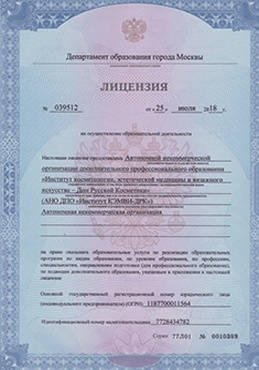 Департамент образования города Москвы
ЛИЦЕНЗИЯ
№ 039512 от « 25 » июля 20 18 г.
на осуществление образовательной деятельности
Настоящая лицензия предоставлена Автономной некоммерческой
организации дополнительного профессионального образования
«Институт косметологии, эстетической медицины и визажного
искусства – Дом Русской Косметики»
(АНО ДПО «Институт КЭМВИ-ДРК»)
Автономная некоммерческая организация
на право оказывать образовательные услуги по реализации образовательных
программ по видам образования, по уровням образования, по профессиям,
специальностям, направлениям подготовки (для профессионального образования),
по подвидам дополнительного образования, указанным в приложении к настоящей
лицензии.
Основной государственный регистрационный номер юридического лица
(индивидуального предпринимателя) (ОГРН) 1187700011564
Идентификационный номер налогоплательщика 7728434782
Серия 77Л01 №